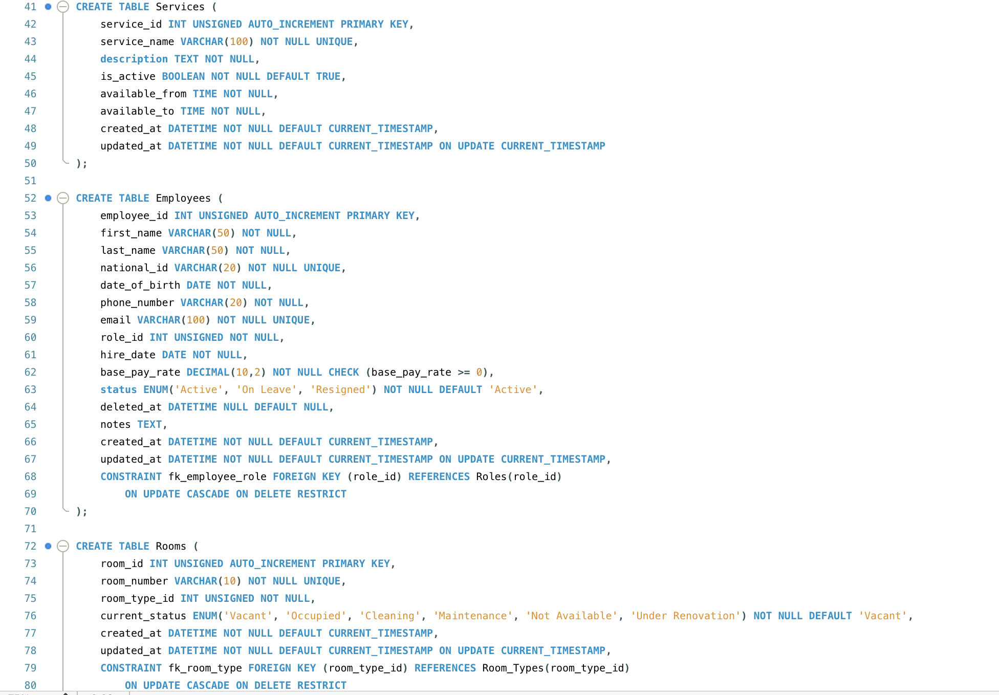 41 CREATE TABLE Services (
42     service_id INT UNSIGNED AUTO_INCREMENT PRIMARY KEY,
43     service_name VARCHAR(100) NOT NULL UNIQUE,
44     description TEXT NOT NULL,
45     is_active BOOLEAN NOT NULL DEFAULT TRUE,
46     available_from TIME NOT NULL,
47     available_to TIME NOT NULL,
48     created_at DATETIME NOT NULL DEFAULT CURRENT_TIMESTAMP,
49     updated_at DATETIME NOT NULL DEFAULT CURRENT_TIMESTAMP ON UPDATE CURRENT_TIMESTAMP
50 );
51
52 CREATE TABLE Employees (
53     employee_id INT UNSIGNED AUTO_INCREMENT PRIMARY KEY,
54     first_name VARCHAR(50) NOT NULL,
55     last_name VARCHAR(50) NOT NULL,
56     national_id VARCHAR(20) NOT NULL UNIQUE,
57     date_of_birth DATE NOT NULL,
58     phone_number VARCHAR(20) NOT NULL,
59     email VARCHAR(100) NOT NULL UNIQUE,
60     role_id INT UNSIGNED NOT NULL,
61     hire_date DATE NOT NULL,
62     base_pay_rate DECIMAL(10,2) NOT NULL CHECK (base_pay_rate >= 0),
63     status ENUM('Active', 'On Leave', 'Resigned') NOT NULL DEFAULT 'Active',
64     deleted_at DATETIME NULL DEFAULT NULL,
65     notes TEXT,
66     created_at DATETIME NOT NULL DEFAULT CURRENT_TIMESTAMP,
67     updated_at DATETIME NOT NULL DEFAULT CURRENT_TIMESTAMP ON UPDATE CURRENT_TIMESTAMP,
68     CONSTRAINT fk_employee_role FOREIGN KEY (role_id) REFERENCES Roles(role_id)
69         ON UPDATE CASCADE ON DELETE RESTRICT
70 );
71
72 CREATE TABLE Rooms (
73     room_id INT UNSIGNED AUTO_INCREMENT PRIMARY KEY,
74     room_number VARCHAR(10) NOT NULL UNIQUE,
75     room_type_id INT UNSIGNED NOT NULL,
76     current_status ENUM('Vacant', 'Occupied', 'Cleaning', 'Maintenance', 'Not Available', 'Under Renovation') NOT NULL DEFAULT 'Vacant',
77     created_at DATETIME NOT NULL DEFAULT CURRENT_TIMESTAMP,
78     updated_at DATETIME NOT NULL DEFAULT CURRENT_TIMESTAMP ON UPDATE CURRENT_TIMESTAMP,
79     CONSTRAINT fk_room_type FOREIGN KEY (room_type_id) REFERENCES Room_Types(room_type_id)
80         ON UPDATE CASCADE ON DELETE RESTRICT